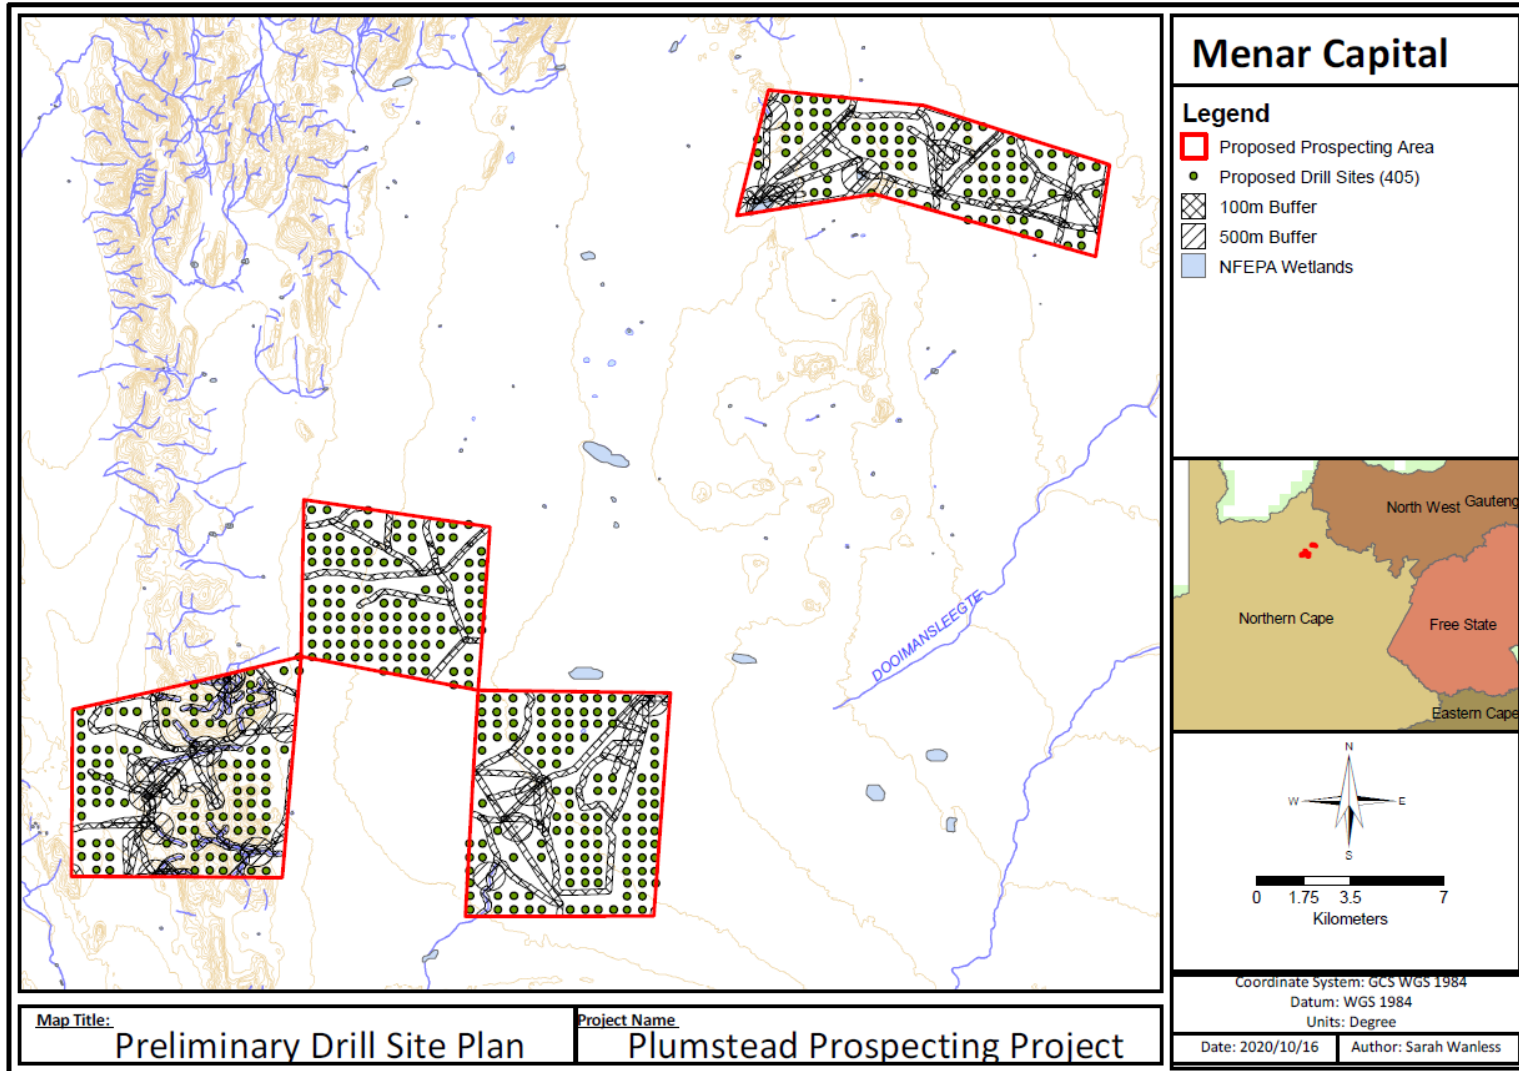 Menar Capital
Legend
Proposed Prospecting Area
Proposed Drill Sites (405)
100m Buffer
500m Buffer
NFEPA Wetlands
DOOIMANSLEEGTE
North West
Gauteng
Northern Cape
Free State
Eastern Cape
N
W
E
S
0 1.75 3.5 7
Kilometers
Coordinate System: GCS WGS 1984
Datum: WGS 1984
Units: Degree
Date: 2020/10/16
Author: Sarah Wanless
Map Title:
Preliminary Drill Site Plan
Project Name
Plumstead Prospecting Project